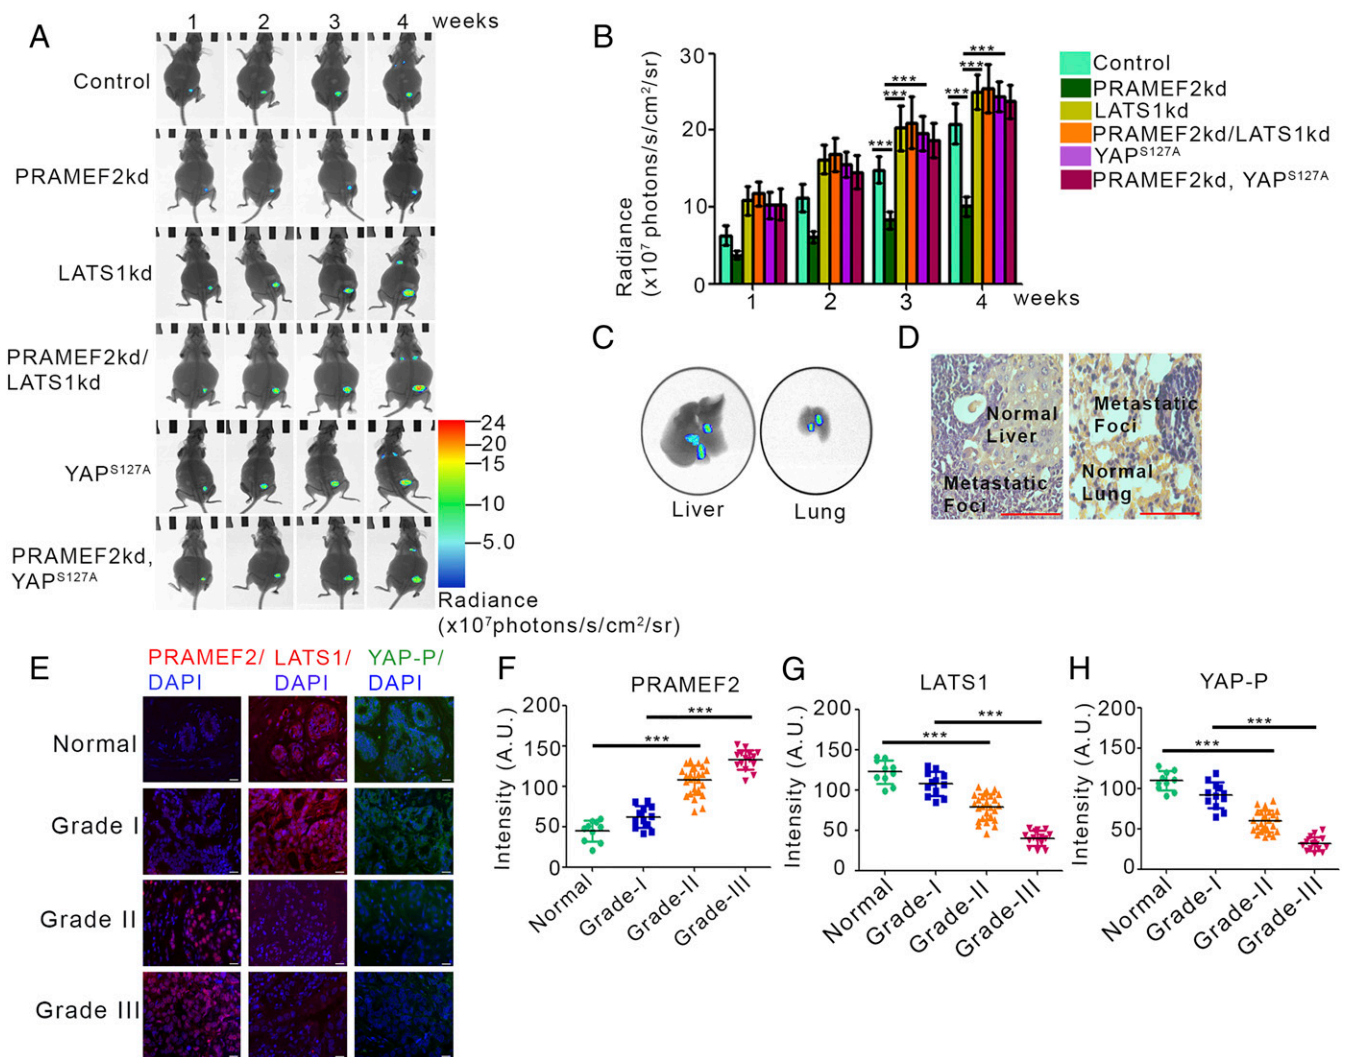 A
1 2 3 4 weeks
Control
PRAMEF2kd
LATS1kd
PRAMEF2kd/
LATS1kd
YAPS127A
PRAMEF2kd,
YAPS127A
24
20
15
10
5.0
Radiance
(x10⁷photons/s/cm²/sr)
B
Radiance
(x10⁷ photons/s/cm²/sr)
30
20
10
0
*** *** *** *** *** ***
1 2 3 4 weeks
Control
PRAMEF2kd
LATS1kd
PRAMEF2kd/LATS1kd
YAPS127A
PRAMEF2kd, YAPS127A
C
Liver Lung
D
Normal
Liver
Metastatic
Foci
Metastatic
Foci
Normal
Lung
E
PRAMEF2/ LATS1/ YAP-P/
DAPI DAPI DAPI
Normal
Grade I
Grade II
Grade III
F
PRAMEF2
Intensity (A.U.)
200
150
100
50
0
***
***
Normal Grade-I Grade-II Grade-III
G
LATS1
Intensity (A.U.)
200
150
100
50
0
***
***
Normal Grade-I Grade-II Grade-III
H
YAP-P
Intensity (A.U.)
200
150
100
50
0
***
***
Normal Grade-I Grade-II Grade-III